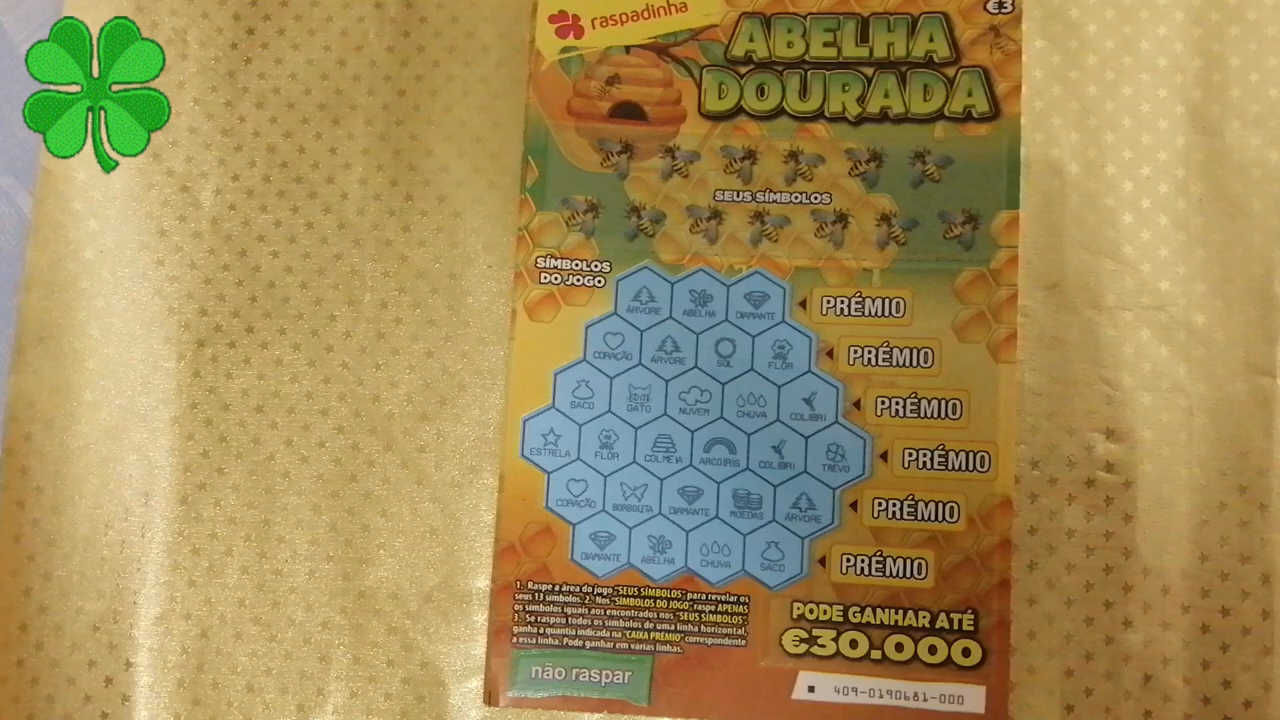 raspadinha
€3
ABELHA
DOURADA
SEUS SÍMBOLOS
SÍMBOLOS
DO JOGO
ÁRVORE ABELHA DIAMANTE PRÉMIO
CORAÇÃO ÁRVORE SOL FLOR PRÉMIO
SACO GATO NUVEM CHUVA COLIBRI PRÉMIO
ESTRELA FLOR COLMEIA ARCOÍRIS COLIBRI TREVO PRÉMIO
CORAÇÃO BORBOLETA DIAMANTE MOEDAS ÁRVORE PRÉMIO
DIAMANTE ABELHA CHUVA SACO PRÉMIO
1. Raspe a área do jogo "SEUS SÍMBOLOS" para revelar os
seus 13 símbolos. 2. Nos "SÍMBOLOS DO JOGO" raspe APENAS
os símbolos iguais aos encontrados nos "SEUS SÍMBOLOS".
3. Se raspou todos os símbolos de uma linha horizontal,
ganha a quantia indicada na "CAIXA PRÉMIO" correspondente
a essa linha. Pode ganhar em várias linhas.
PODE GANHAR ATÉ
€30.000
não raspar
409-0190681-000